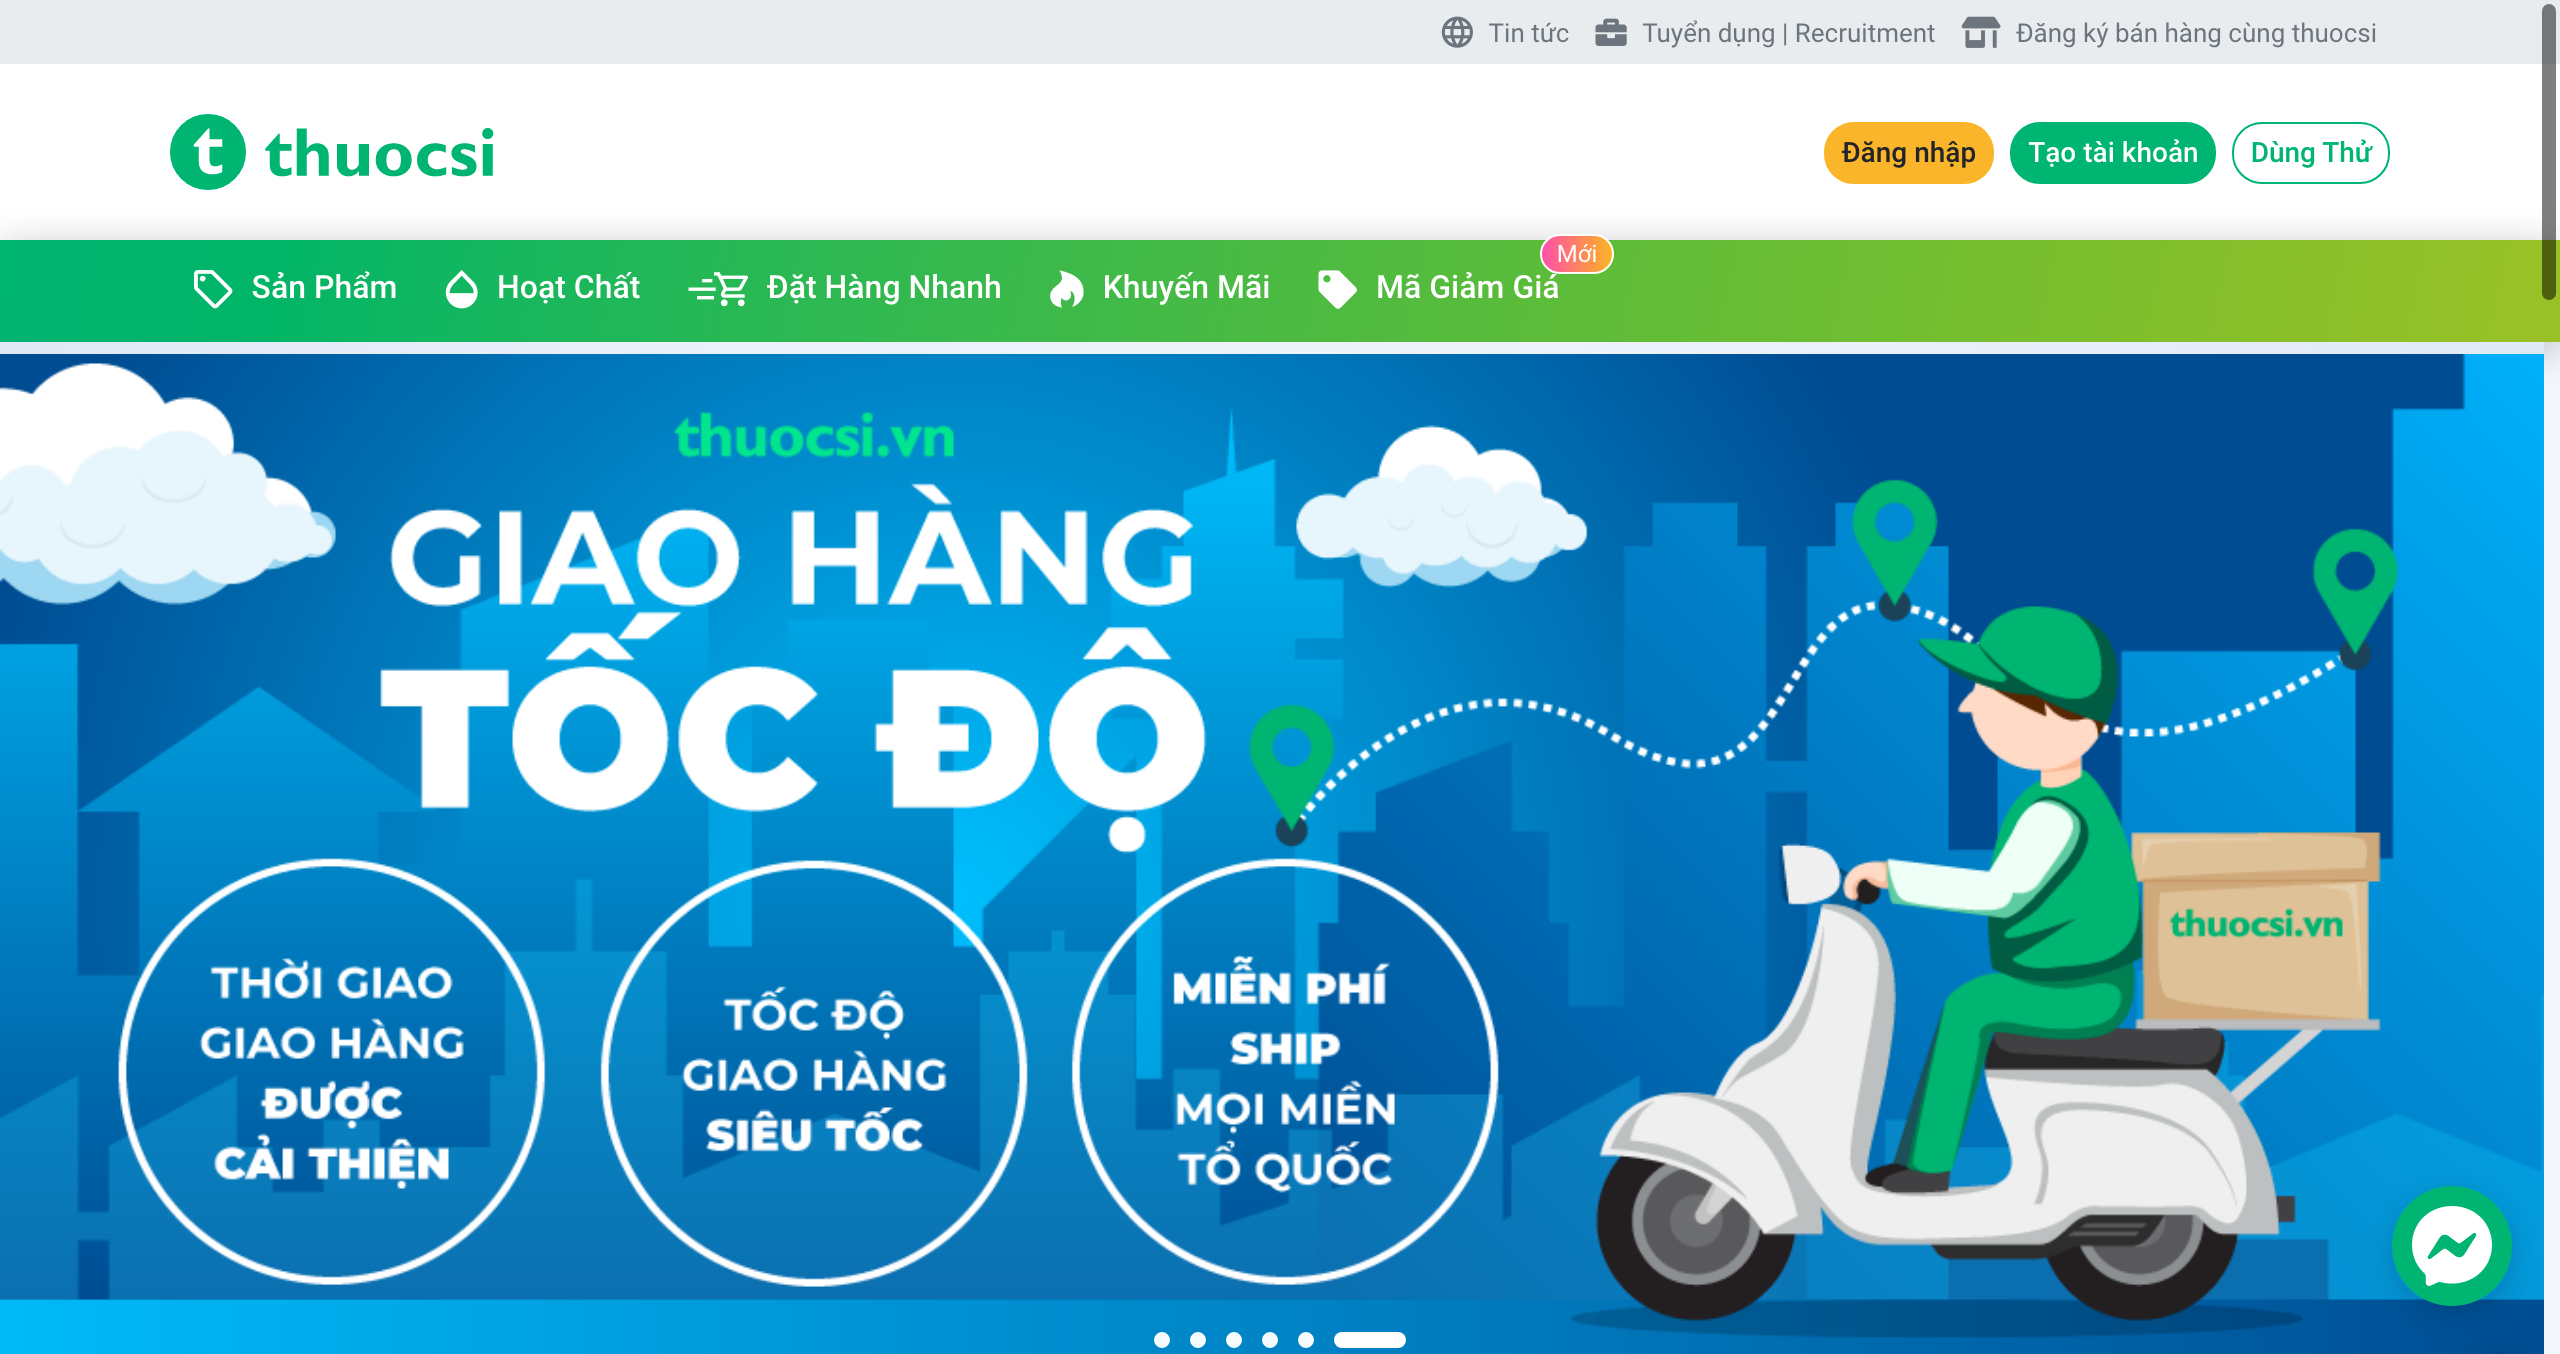 Tin tức
Tuyển dụng | Recruitment
Đăng ký bán hàng cùng thuocsi
t thuocsi
Đăng nhập
Tạo tài khoản
Dùng Thử
Sản Phẩm
Hoạt Chất
Đặt Hàng Nhanh
Khuyến Mãi
Mã Giảm Giá
Mới
thuocsi.vn
GIAO HÀNG
TỐC ĐỘ
THỜI GIAO
GIAO HÀNG
ĐƯỢC
CẢI THIỆN
TỐC ĐỘ
GIAO HÀNG
SIÊU TỐC
MIỄN PHÍ
SHIP
MỌI MIỀN
TỔ QUỐC
thuocsi.vn